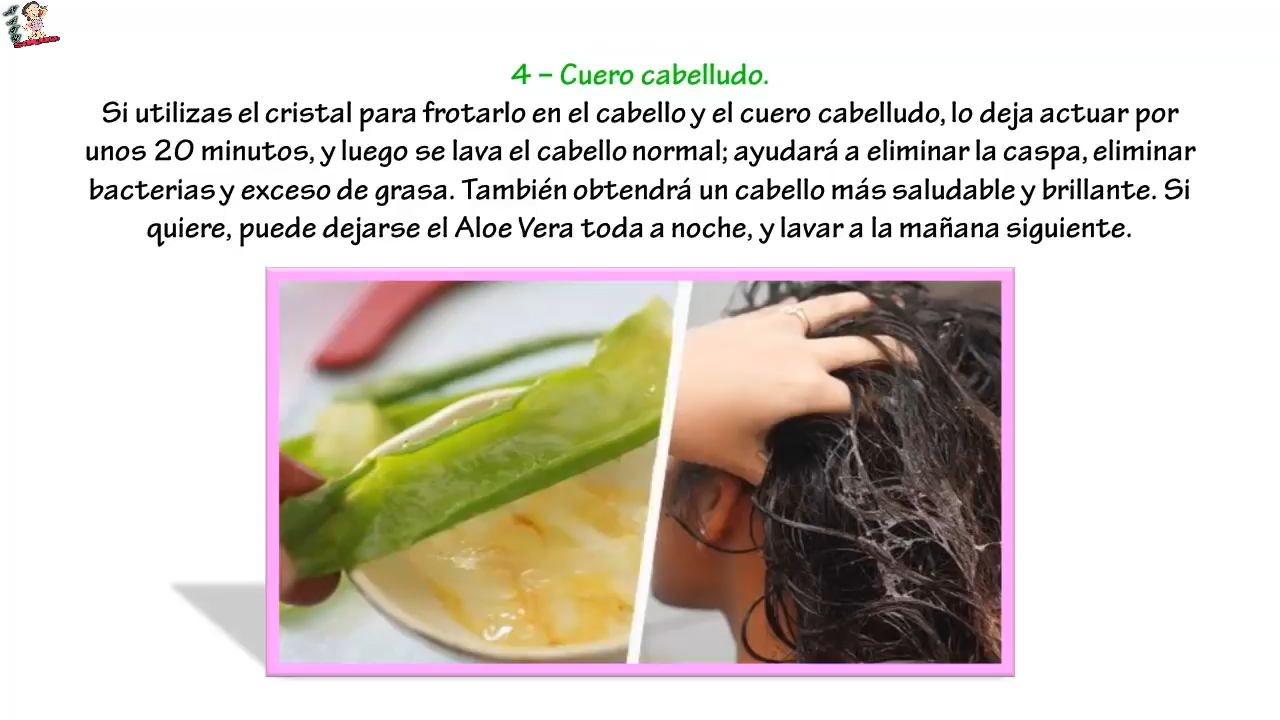 4 – Cuero cabelludo.
Si utilizas el cristal para frotarlo en el cabello y el cuero cabelludo, lo deja actuar por
unos 20 minutos, y luego se lava el cabello normal; ayudará a eliminar la caspa, eliminar
bacterias y exceso de grasa. También obtendrá un cabello más saludable y brillante. Si
quiere, puede dejarse el Aloe Vera toda a noche, y lavar a la mañana siguiente.